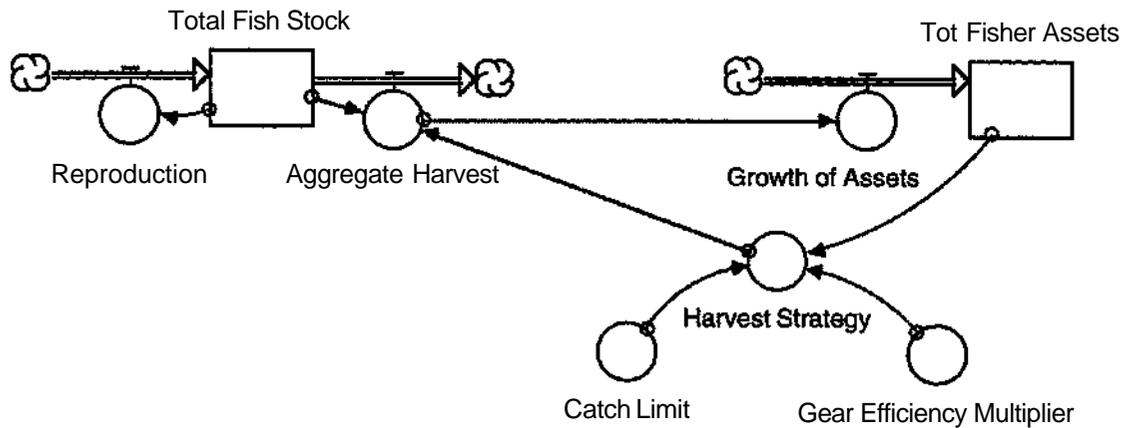 Total Fish Stock
Tot Fisher Assets
Reproduction
Aggregate Harvest
Growth of Assets
Harvest Strategy
Catch Limit
Gear Efficiency Multiplier